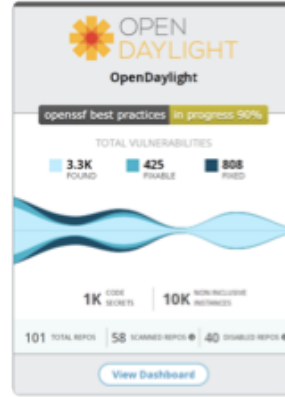 OPEN
DAYLIGHT
OpenDaylight
openssf best practices in progress 90%
TOTAL VULNERABILITIES
3.3K FOUND 425 FIXABLE 808 FIXED
1K CODE SECRETS 10K NON INCLUSIVE INSTANCES
101 TOTAL REPOS 58 SCANNED REPOS 40 DISABLED REPOS
View Dashboard